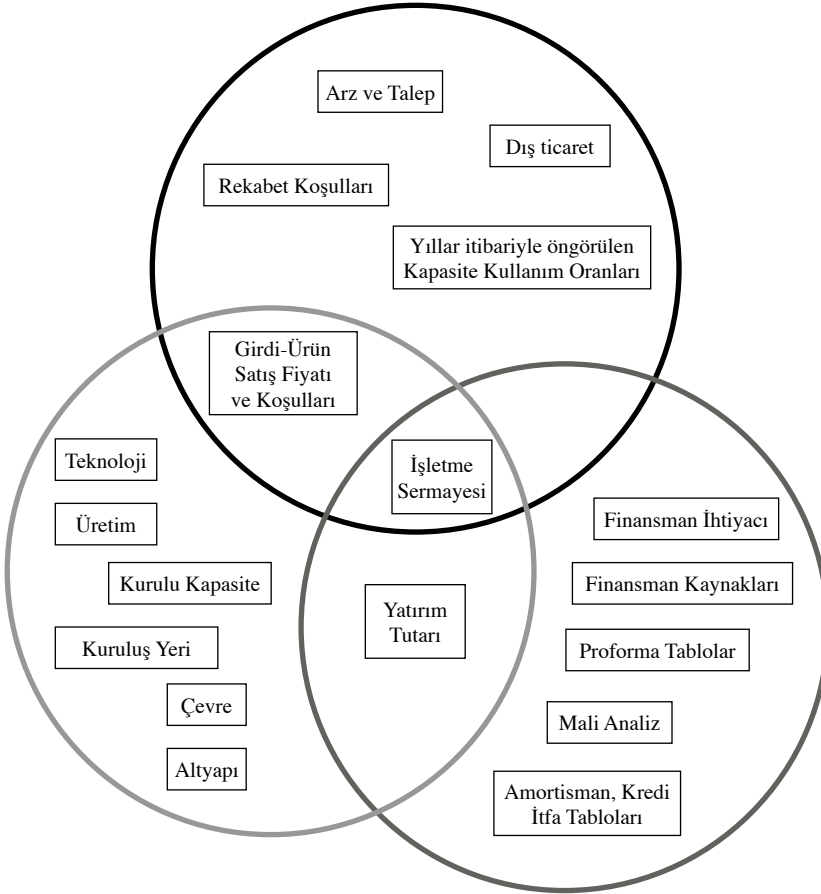 Arz ve Talep
Dış ticaret
Rekabet Koşulları
Yıllar itibariyle öngörülen
Kapasite Kullanım Oranları
Girdi-Ürün
Satış Fiyatı
ve Koşulları
İşletme
Sermayesi
Teknoloji
Üretim
Kurulu Kapasite
Kuruluş Yeri
Çevre
Altyapı
Yatırım
Tutarı
Finansman İhtiyacı
Finansman Kaynakları
Proforma Tablolar
Mali Analiz
Amortisman, Kredi
İtfa Tabloları